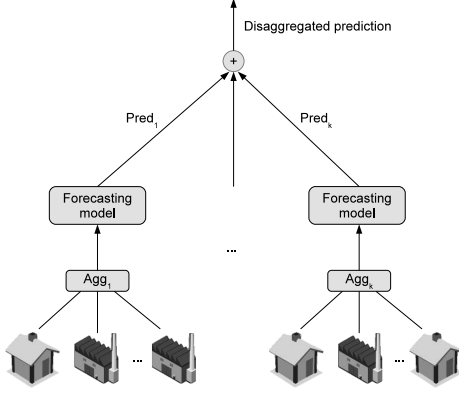 Disaggregated prediction
+
Pred₁
Predₖ
Forecasting
model
Forecasting
model
...
Agg₁
Aggₖ
...
...